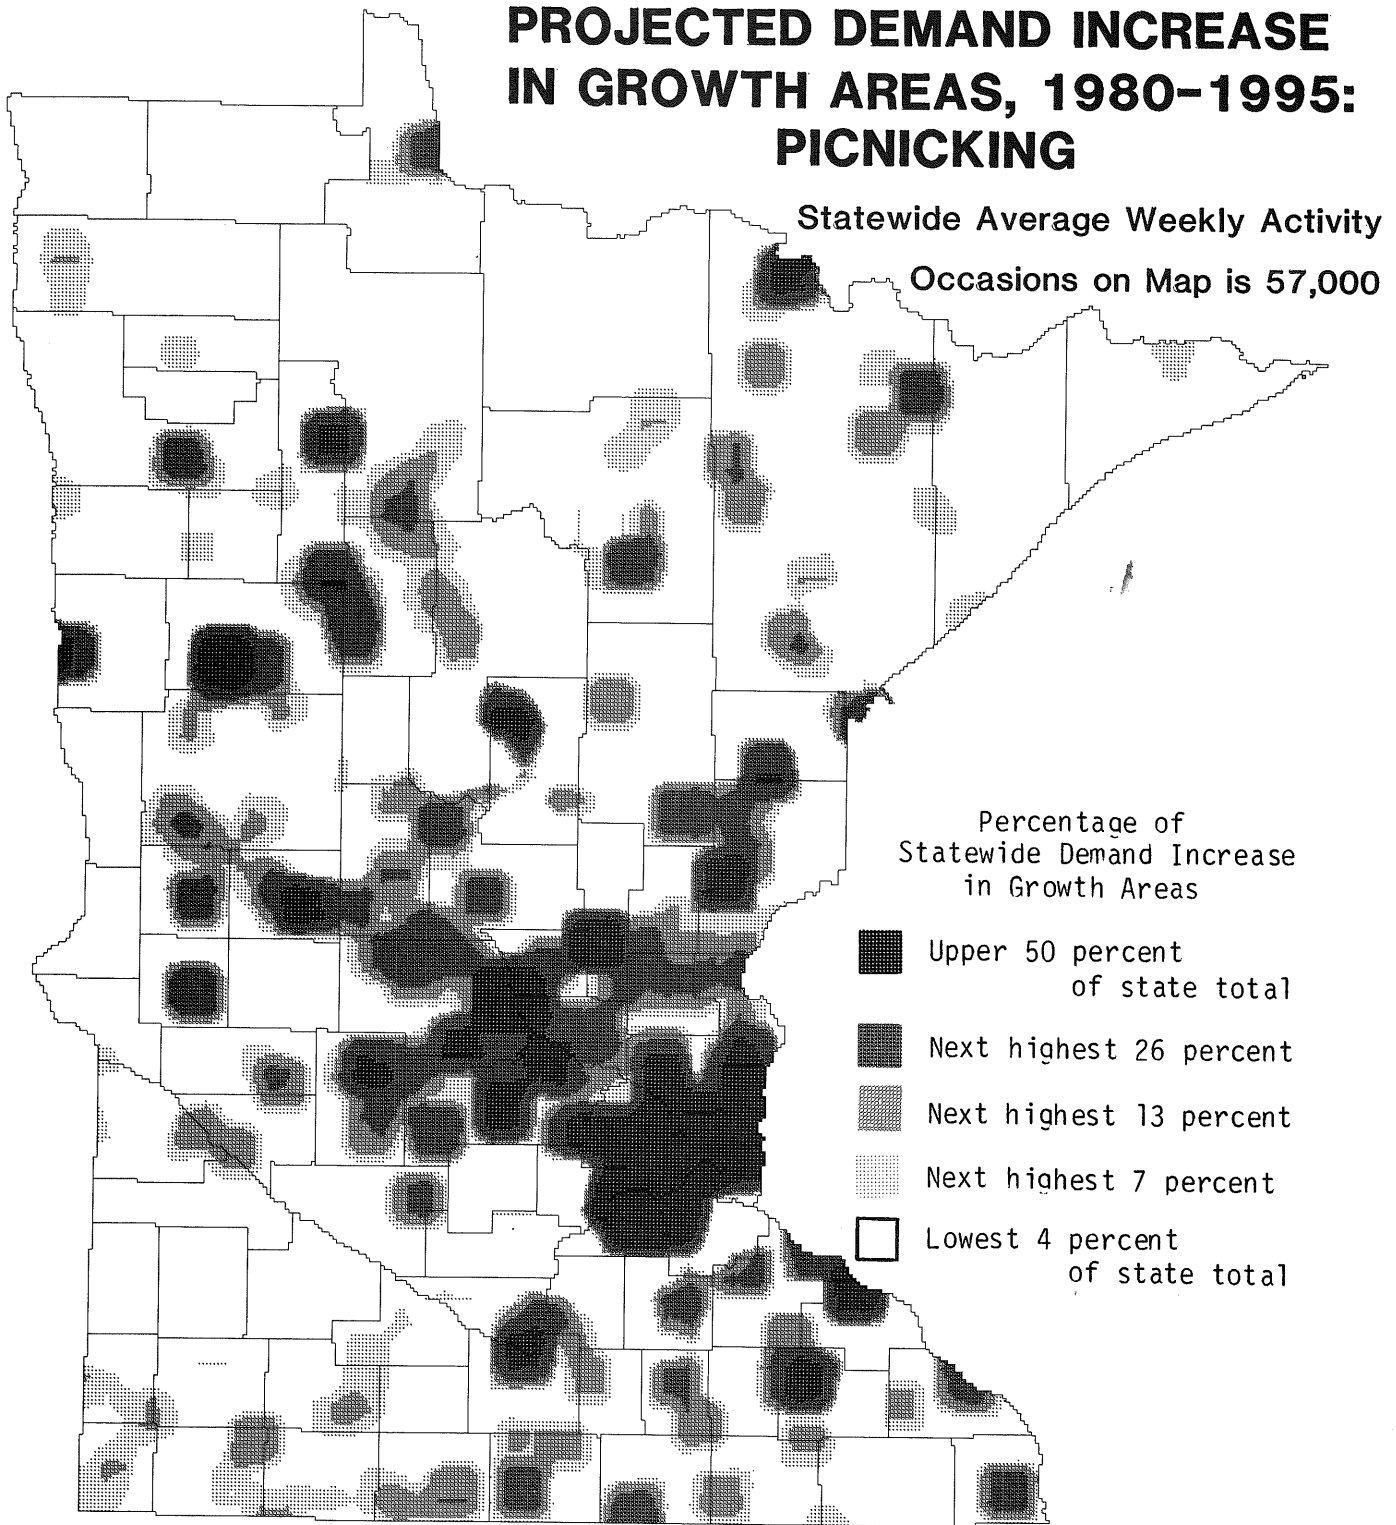 PROJECTED DEMAND INCREASE
IN GROWTH AREAS, 1980-1995:
PICNICKING
Statewide Average Weekly Activity
Occasions on Map is 57,000
Percentage of
Statewide Demand Increase
in Growth Areas
Upper 50 percent
of state total
Next highest 26 percent
Next highest 13 percent
Next highest 7 percent
Lowest 4 percent
of state total